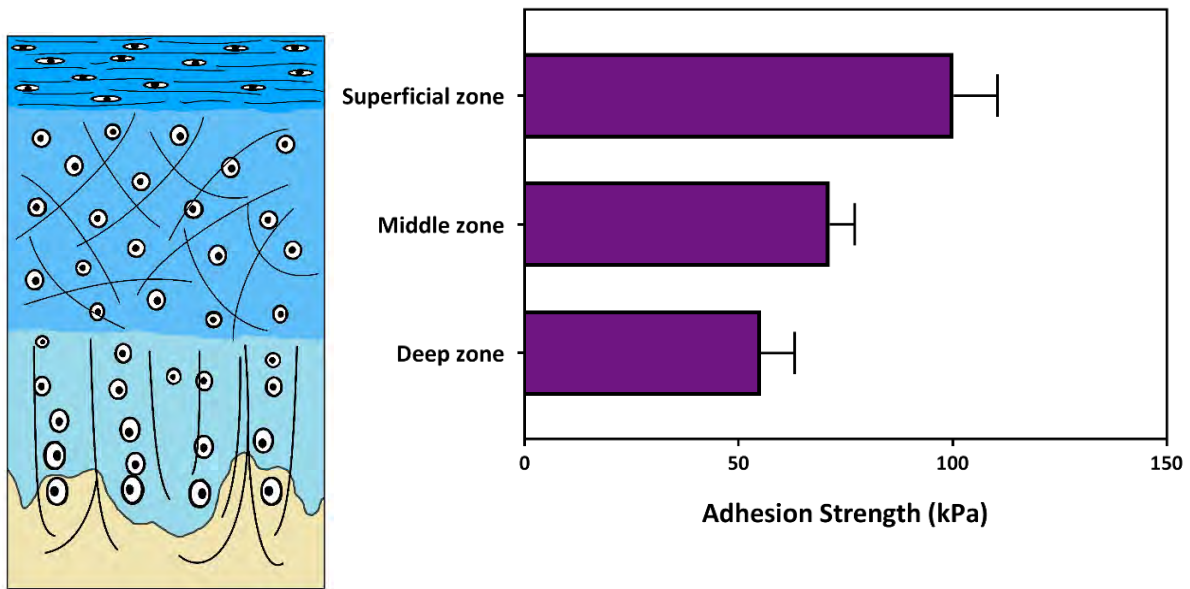 Superficial zone
Middle zone
Deep zone
0 50 100 150
Adhesion Strength (kPa)